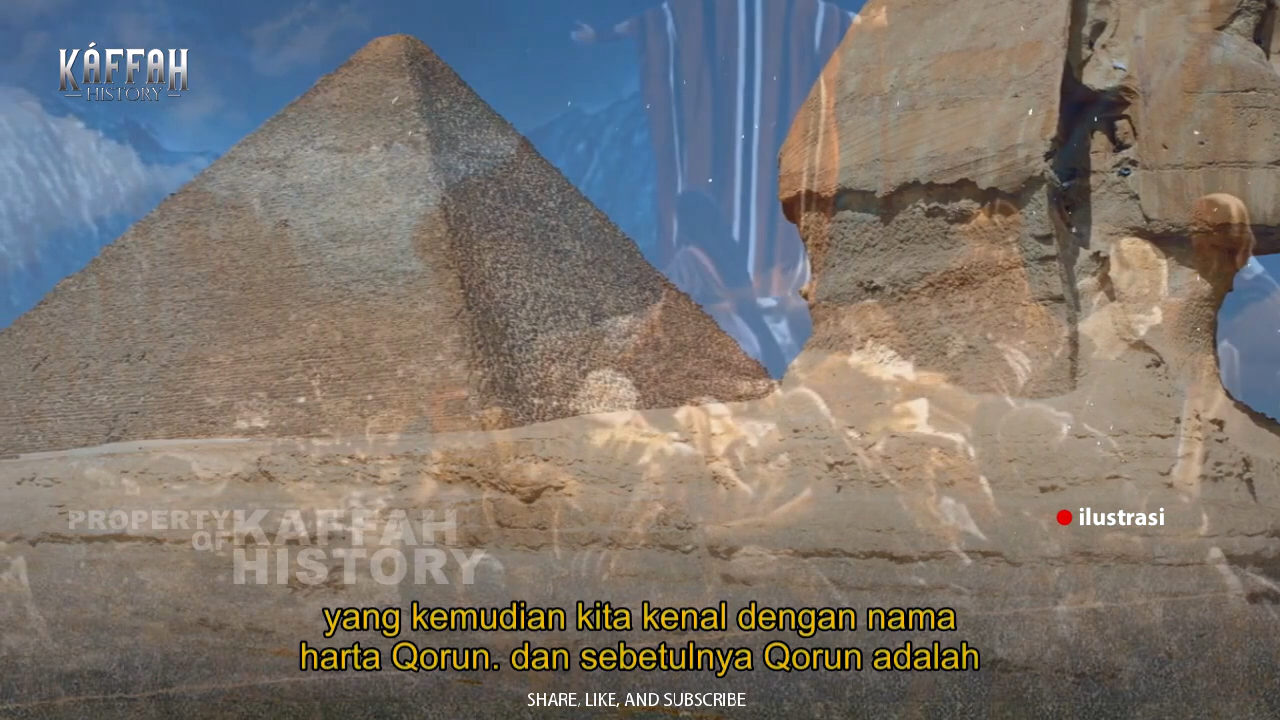 KÁFFAH
HISTORY
PROPERTY
OF
KAFFAH
HISTORY
ilustrasi
yang kemudian kita kenal dengan nama
harta Qorun. dan sebetulnya Qorun adalah
SHARE, LIKE, AND SUBSCRIBE